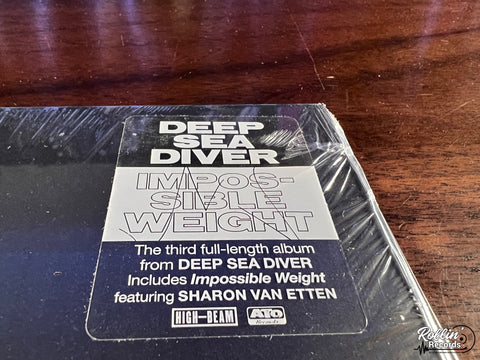 DEEP
SEA
DIVER
IMPOS-
SIBLE
WEIGHT
The third full-length album
from DEEP SEA DIVER
Includes Impossible Weight
featuring SHARON VAN ETTEN
HIGH—BEAM
ATO
Records
Rollin'
Records